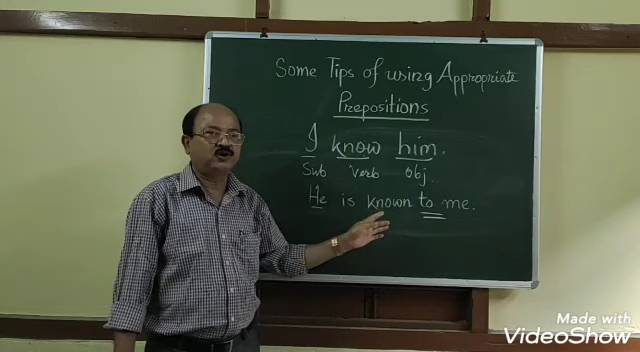 Some Tips of using Appropriate
Prepositions
I know him.
Sub verb Obj.
He is known to me.
Made with
VideoShow